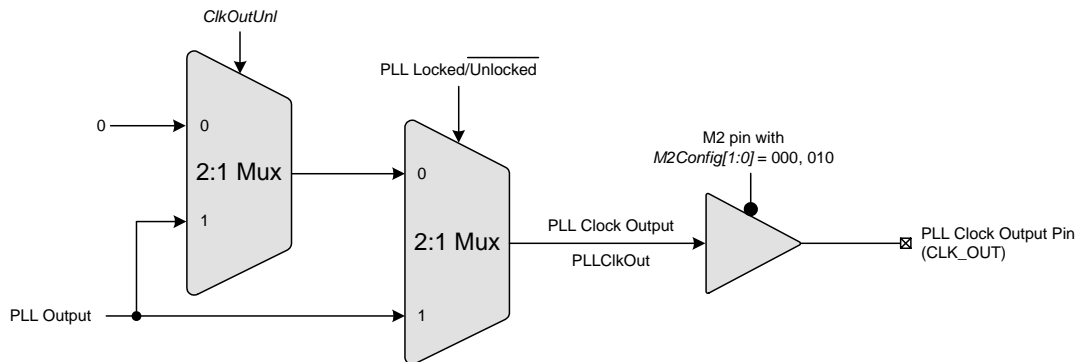 ClkOutUnl
PLL Locked/Unlocked
0
0
2:1 Mux
1
M2 pin with
M2Config[1:0] = 000, 010
0
2:1 Mux
1
PLL Clock Output
PLLClkOut
PLL Clock Output Pin
(CLK_OUT)
PLL Output